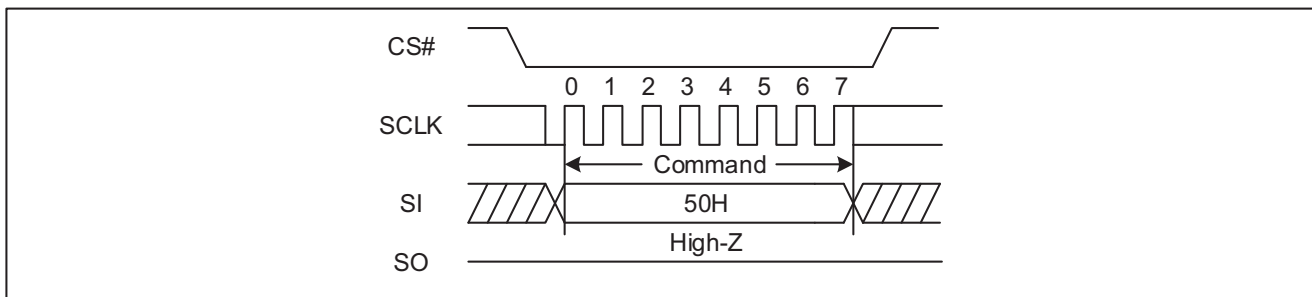 CS#
0 1 2 3 4 5 6 7
SCLK
Command
SI
50H
High-Z
SO